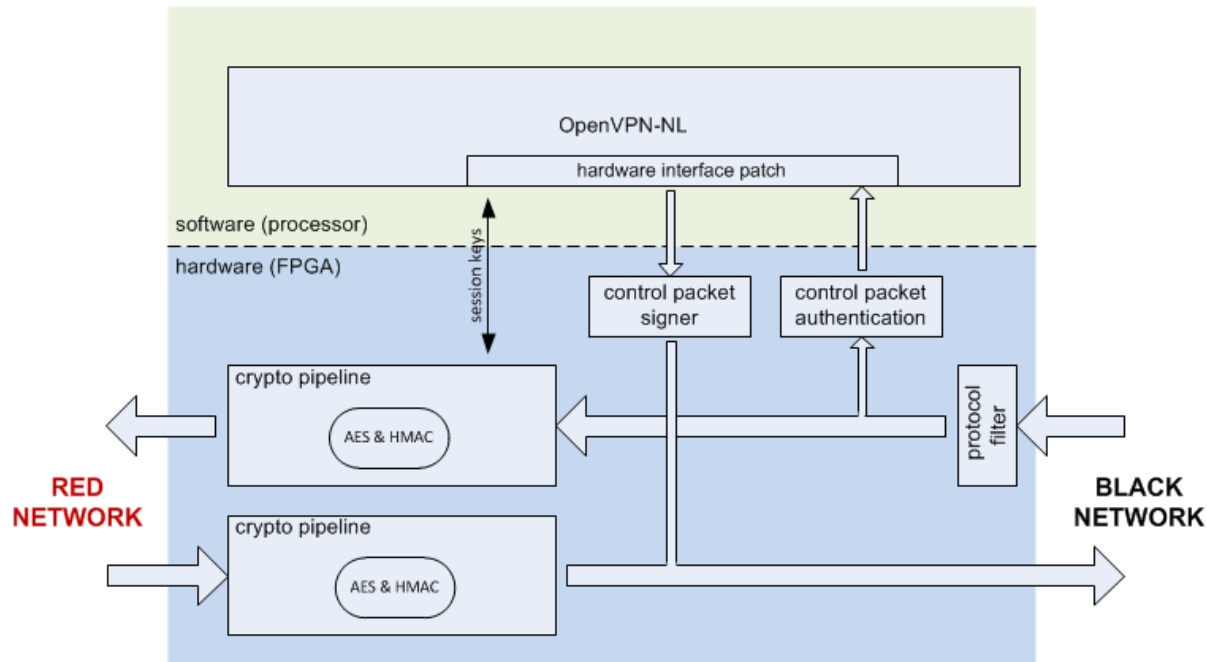 OpenVPN-NL
hardware interface patch
software (processor)
hardware (FPGA)
session keys
control packet
signer
control packet
authentication
crypto pipeline
AES & HMAC
protocol
filter
RED
NETWORK
BLACK
NETWORK
crypto pipeline
AES & HMAC